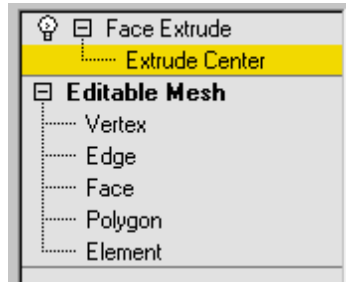 Face Extrude
Extrude Center
Editable Mesh
Vertex
Edge
Face
Polygon
Element